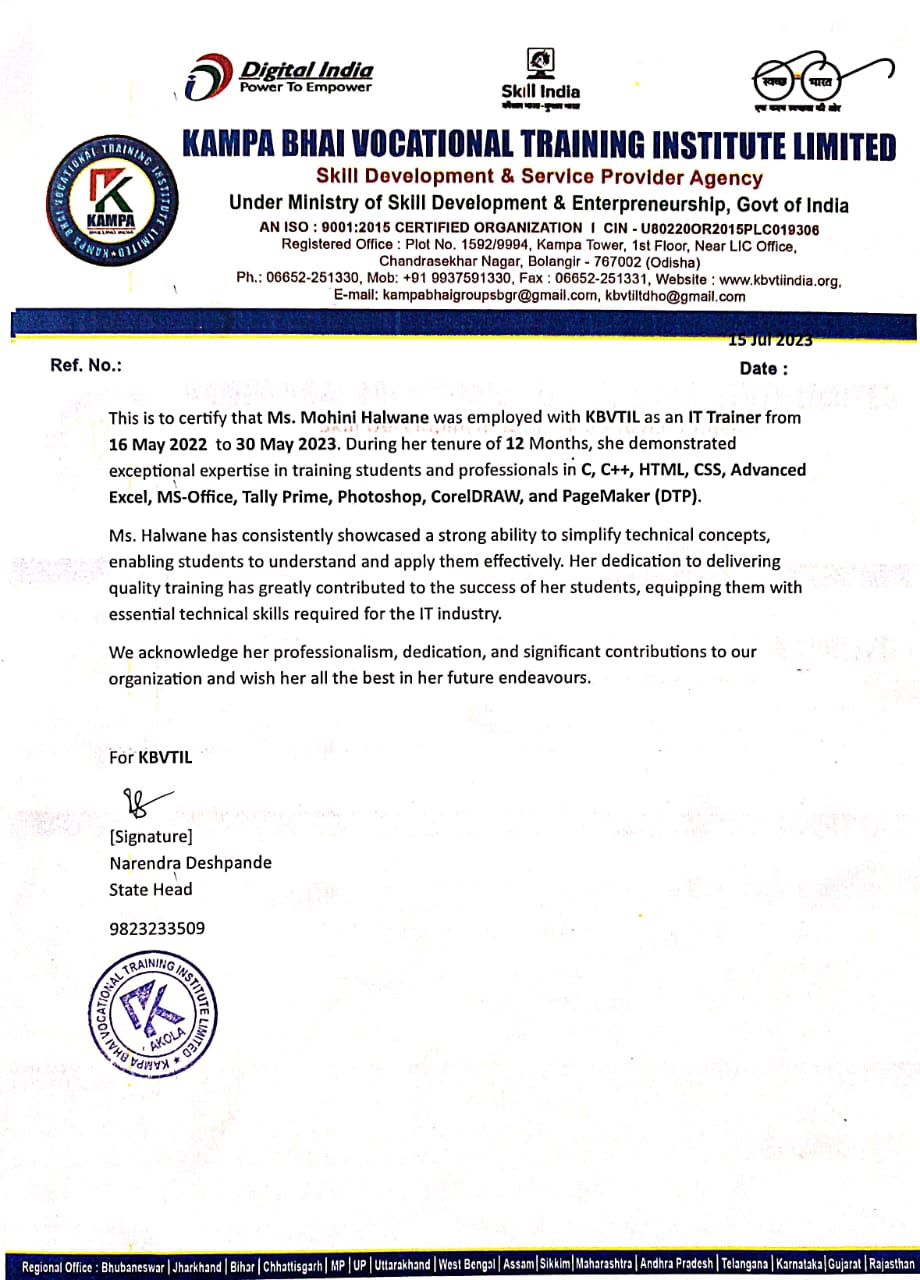 Digital India
Power To Empower
Skill India
कौशल भारत-कुशल भारत
स्वच्छ भारत
एक कदम स्वच्छता की ओर
KAMPA BHAI VOCATIONAL TRAINING INSTITUTE LIMITED
KAMPA BHAI VOCATIONAL TRAINING INSTITUTE LIMITED
KAMPA
Skill Development & Service Provider Agency
Under Ministry of Skill Development & Enterpreneurship, Govt of India
AN ISO : 9001:2015 CERTIFIED ORGANIZATION I CIN - U80220OR2015PLC019306
Registered Office : Plot No. 1592/9994, Kampa Tower, 1st Floor, Near LIC Office,
Chandrasekhar Nagar, Bolangir - 767002 (Odisha)
Ph.: 06652-251330, Mob: +91 9937591330, Fax : 06652-251331, Website : www.kbvtiindia.org,
E-mail: kampabhaigroupsbgr@gmail.com, kbvtiltdho@gmail.com
15 Jul 2023
Ref. No.:
Date :
This is to certify that Ms. Mohini Halwane was employed with KBVTIL as an IT Trainer from
16 May 2022 to 30 May 2023. During her tenure of 12 Months, she demonstrated
exceptional expertise in training students and professionals in C, C++, HTML, CSS, Advanced
Excel, MS-Office, Tally Prime, Photoshop, CorelDRAW, and PageMaker (DTP).
Ms. Halwane has consistently showcased a strong ability to simplify technical concepts,
enabling students to understand and apply them effectively. Her dedication to delivering
quality training has greatly contributed to the success of her students, equipping them with
essential technical skills required for the IT industry.
We acknowledge her professionalism, dedication, and significant contributions to our
organization and wish her all the best in her future endeavours.
For KBVTIL
[Signature]
Narendra Deshpande
State Head
9823233509
KAMPA BHAI VOCATIONAL TRAINING INSTITUTE LIMITED
AKOLA
Regional Office : Bhubaneswar | Jharkhand | Bihar | Chhattisgarh | MP | UP | Uttarakhand | West Bengal | Assam | Sikkim | Maharashtra | Andhra Pradesh | Telangana | Karnataka | Gujarat | Rajasthan